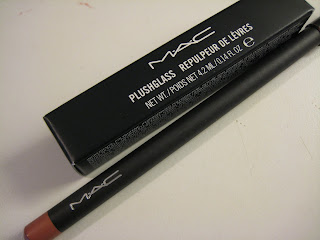 MAC
PLUSHGLASS REPULPEUR DE LÈVRES
NET WT./POIDS NET 4.2 ML/0.14 FL.OZ ℮
MAC